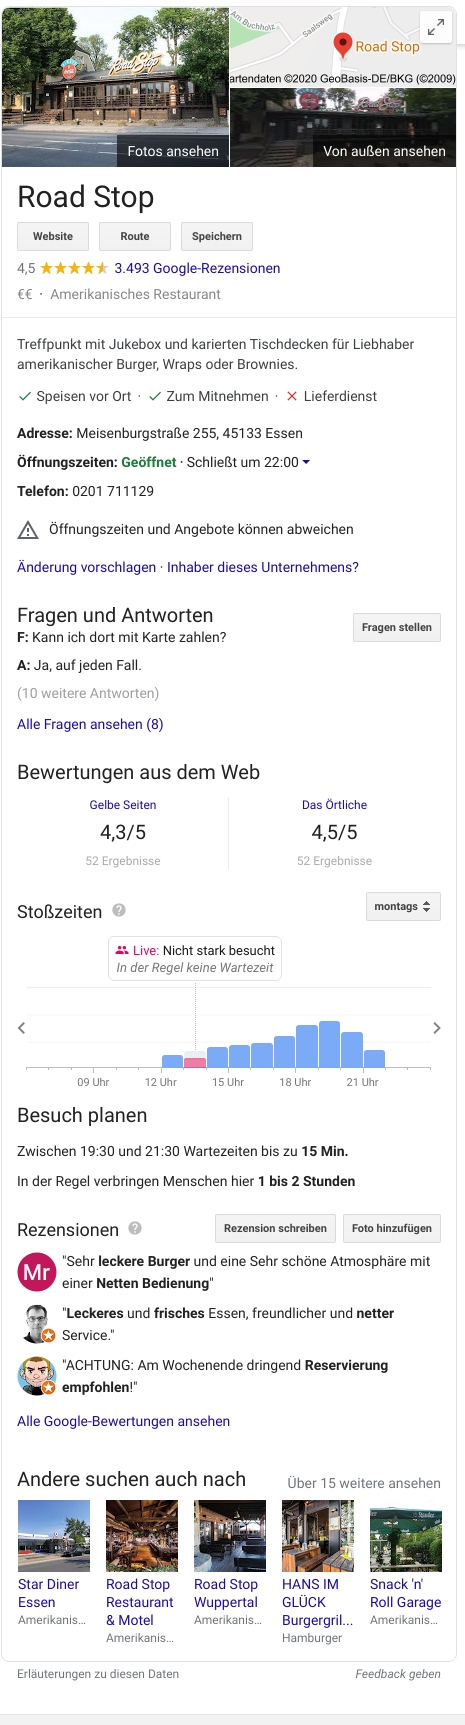 Am Buchholz
Saalsweg
Road Stop
Road Stop
artendaten ©2020 GeoBasis-DE/BKG (©2009)
Fotos ansehen
Von außen ansehen
Road Stop
Website
Route
Speichern
4,5 3.493 Google-Rezensionen
€€ · Amerikanisches Restaurant
Treffpunkt mit Jukebox und karierten Tischdecken für Liebhaber
amerikanischer Burger, Wraps oder Brownies.
Speisen vor Ort · Zum Mitnehmen · Lieferdienst
Adresse: Meisenburgstraße 255, 45133 Essen
Öffnungszeiten: Geöffnet · Schließt um 22:00
Telefon: 0201 711129
Öffnungszeiten und Angebote können abweichen
Änderung vorschlagen · Inhaber dieses Unternehmens?
Fragen und Antworten
Fragen stellen
F: Kann ich dort mit Karte zahlen?
A: Ja, auf jeden Fall.
(10 weitere Antworten)
Alle Fragen ansehen (8)
Bewertungen aus dem Web
Gelbe Seiten
4,3/5
52 Ergebnisse
Das Örtliche
4,5/5
52 Ergebnisse
Stoßzeiten ?
montags
Live: Nicht stark besucht
In der Regel keine Wartezeit
09 Uhr 12 Uhr 15 Uhr 18 Uhr 21 Uhr
Besuch planen
Zwischen 19:30 und 21:30 Wartezeiten bis zu 15 Min.
In der Regel verbringen Menschen hier 1 bis 2 Stunden
Rezensionen ?
Rezension schreiben
Foto hinzufügen
Mr
"Sehr leckere Burger und eine Sehr schöne Atmosphäre mit
einer Netten Bedienung"
"Leckeres und frisches Essen, freundlicher und netter
Service."
"ACHTUNG: Am Wochenende dringend Reservierung
empfohlen!"
Alle Google-Bewertungen ansehen
Andere suchen auch nach
Über 15 weitere ansehen
Star Diner
Essen
Amerikanis...
Road Stop
Restaurant
& Motel
Amerikanis...
Road Stop
Wuppertal
Amerikanis...
HANS IM
GLÜCK
Burgergril...
Hamburger
Snack 'n'
Roll Garage
Amerikanis...
Erläuterungen zu diesen Daten
Feedback geben